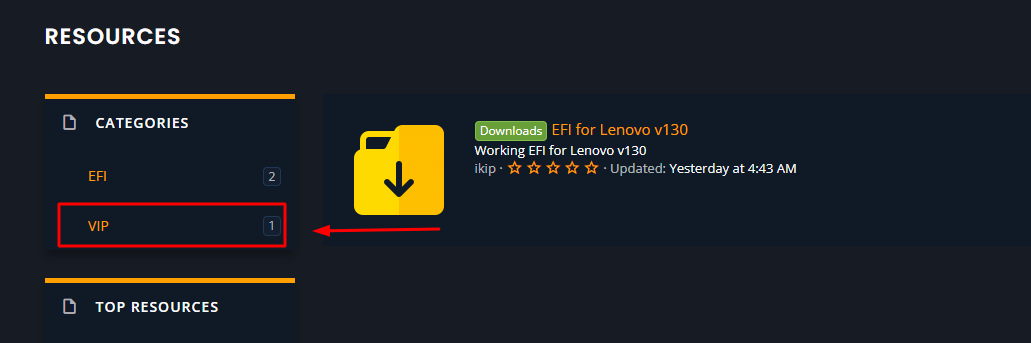 RESOURCES
CATEGORIES
EFI 2
VIP 1
TOP RESOURCES
Downloads EFI for Lenovo v130
Working EFI for Lenovo v130
ikip · Updated: Yesterday at 4:43 AM